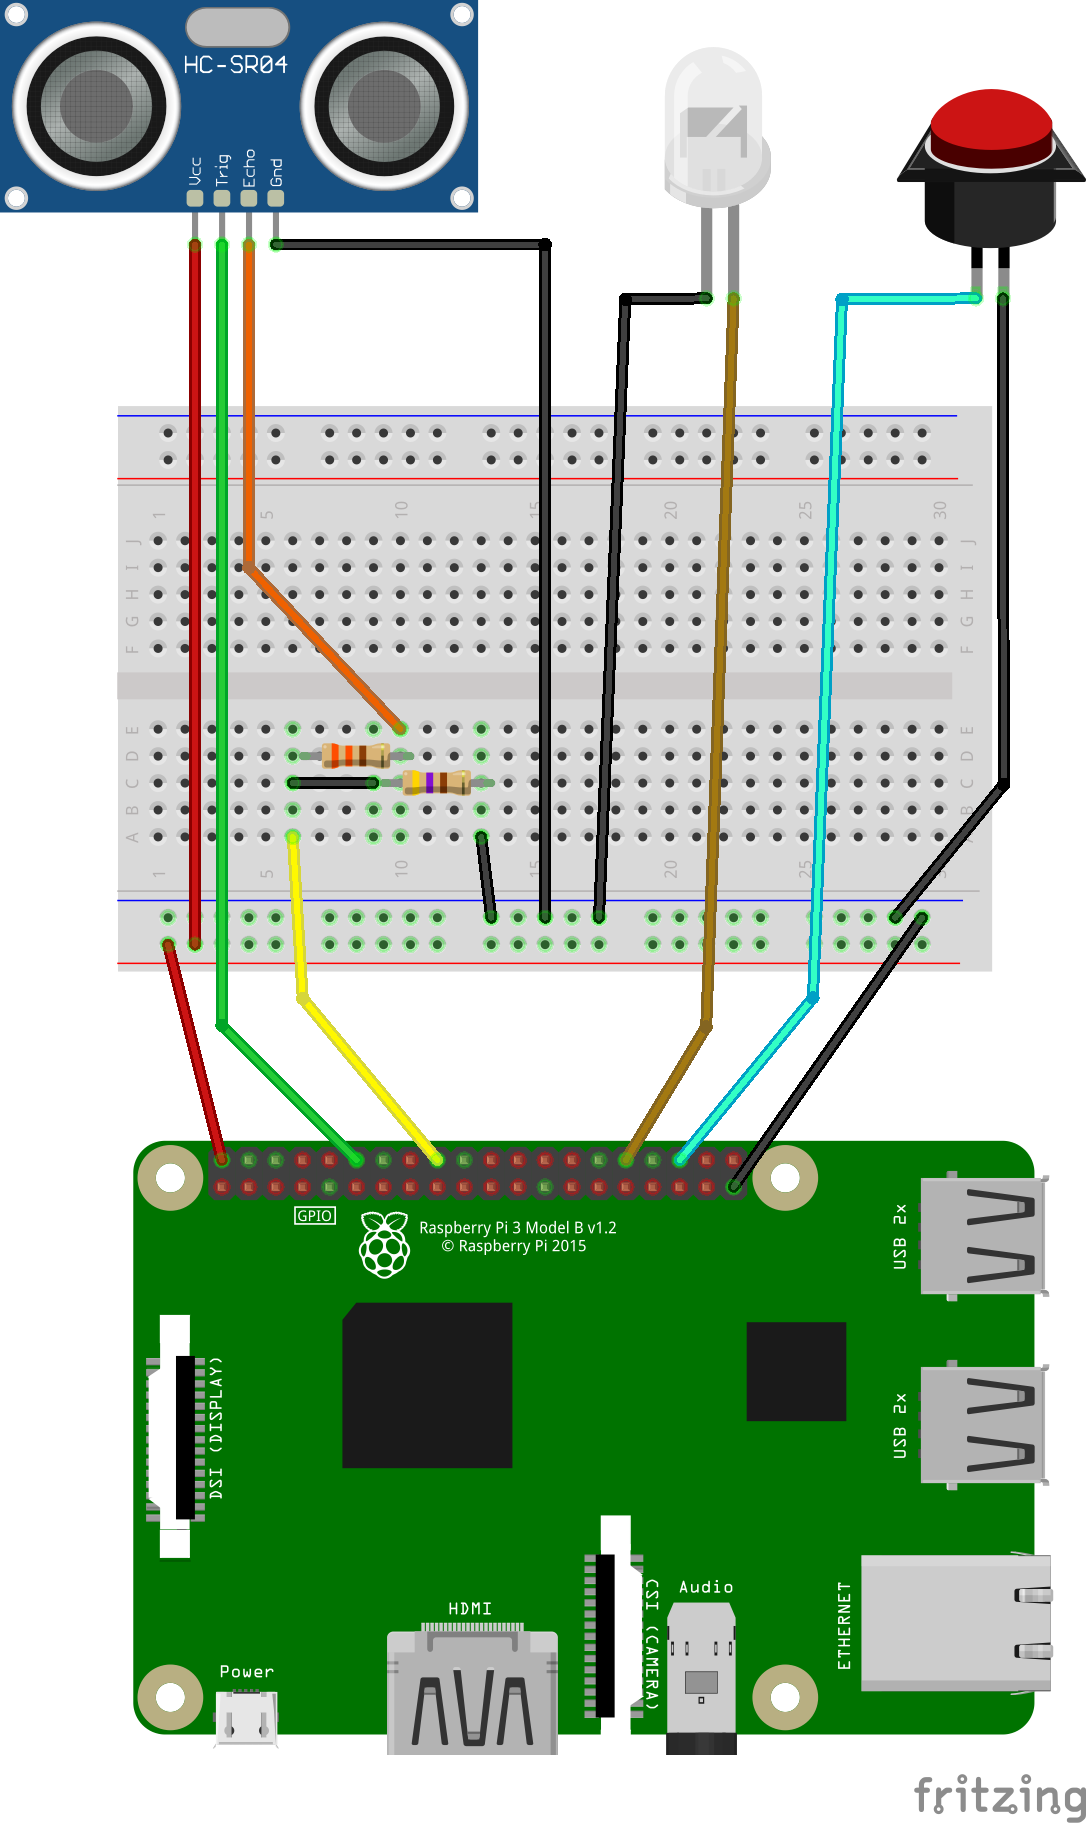 HC-SR04
Vcc
Trig
Echo
Gnd
1 5 10 15 20 25 30
J J
I I
H H
G G
F F
E E
D D
C C
B B
A
1 5 10 15 20 25
GPIO
Raspberry Pi 3 Model B v1.2
© Raspberry Pi 2015
USB 2x
USB 2x
DSI (DISPLAY)
CSI (CAMERA)
Audio
ETHERNET
HDMI
Power
fritzing